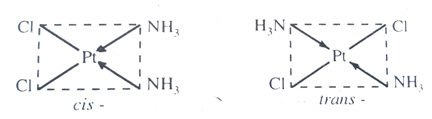 Cl NH₃ H₃N Cl
Pt Pt
Cl NH₃ Cl NH₃
cis - trans -